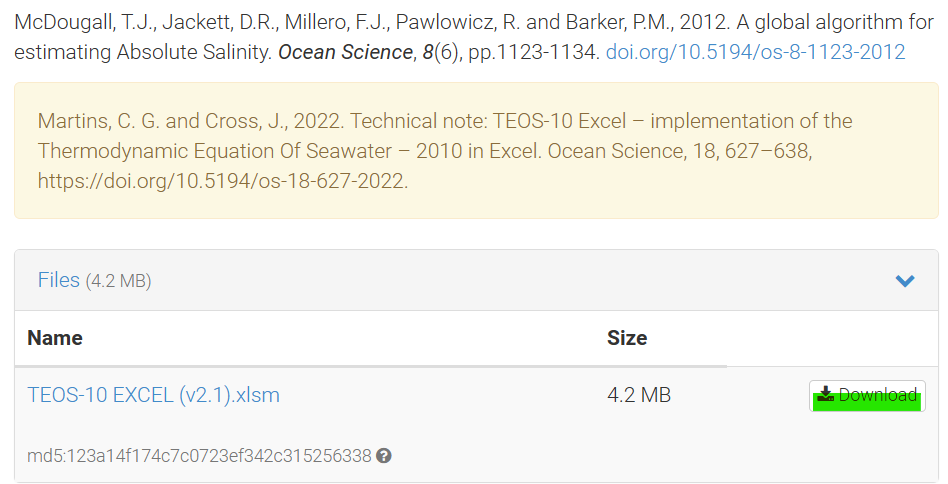 McDougall, T.J., Jackett, D.R., Millero, F.J., Pawlowicz, R. and Barker, P.M., 2012. A global algorithm for
estimating Absolute Salinity. Ocean Science, 8(6), pp.1123-1134. doi.org/10.5194/os-8-1123-2012
Martins, C. G. and Cross, J., 2022. Technical note: TEOS-10 Excel – implementation of the
Thermodynamic Equation Of Seawater – 2010 in Excel. Ocean Science, 18, 627–638,
https://doi.org/10.5194/os-18-627-2022.
Files (4.2 MB)
Name Size
TEOS-10 EXCEL (v2.1).xlsm 4.2 MB Download
md5:123a14f174c7c0723ef342c315256338